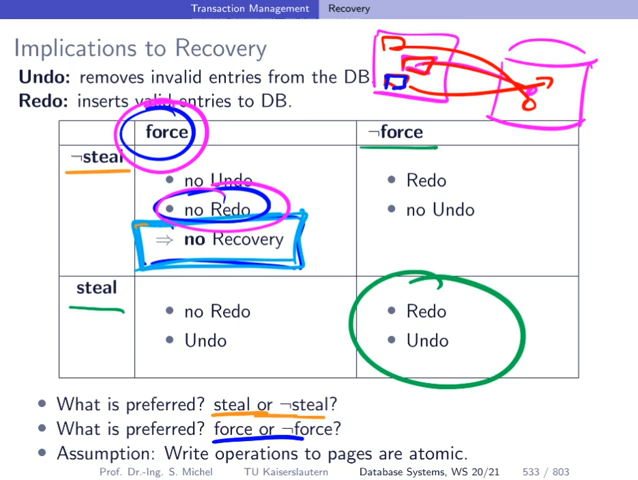 Transaction Management Recovery
Implications to Recovery
Undo: removes invalid entries from the DB.
Redo: inserts valid entries to DB.
force ¬force
¬steal
• no Undo
• no Redo
⇒ no Recovery
• Redo
• no Undo
steal
• no Redo
• Undo
• Redo
• Undo
• What is preferred? steal or ¬steal?
• What is preferred? force or ¬force?
• Assumption: Write operations to pages are atomic.
Prof. Dr.-Ing. S. Michel TU Kaiserslautern Database Systems, WS 20/21 533 / 803